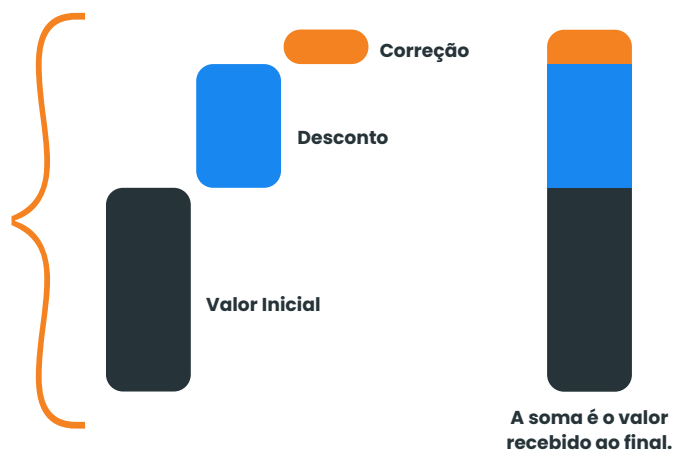 Correção
Desconto
Valor Inicial
A soma é o valor
recebido ao final.